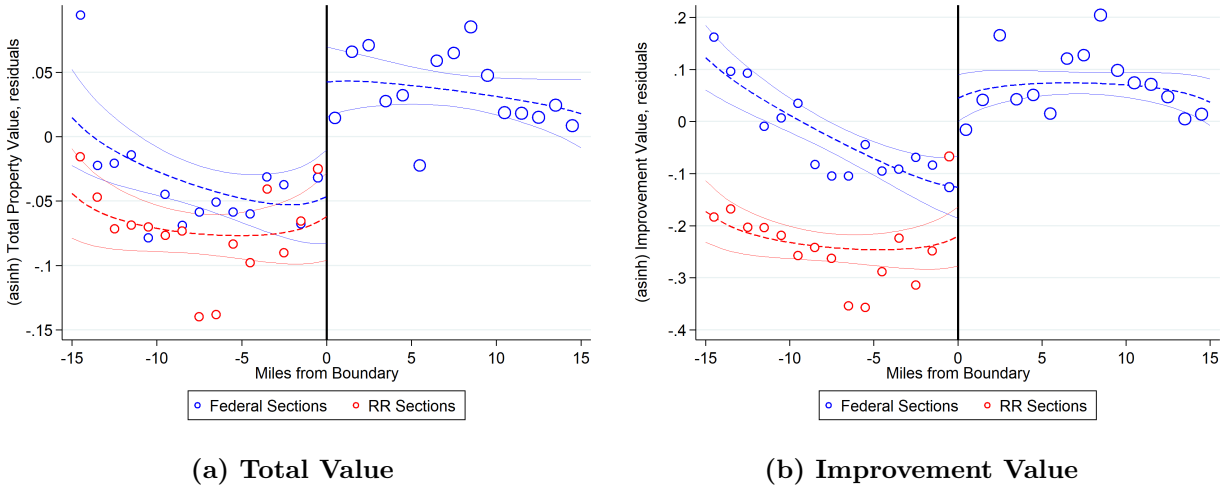 (asinh) Total Property Value, residuals
.05
0
-.05
-.1
-.15
-15 -10 -5 0 5 10 15
Miles from Boundary
Federal Sections RR Sections
(a) Total Value
(asinh) Improvement Value, residuals
.2
.1
0
-.1
-.2
-.3
-.4
-15 -10 -5 0 5 10 15
Miles from Boundary
Federal Sections RR Sections
(b) Improvement Value